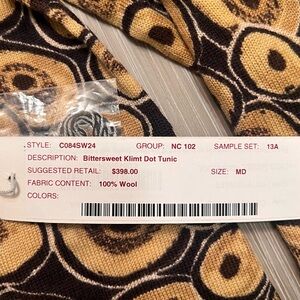 STYLE: C084SW24 GROUP: NC 102 SAMPLE SET: 13A
DESCRIPTION: Bittersweet Klimt Dot Tunic
SUGGESTED RETAIL: $398.00 SIZE: MD
FABRIC CONTENT: 100% Wool
COLORS: